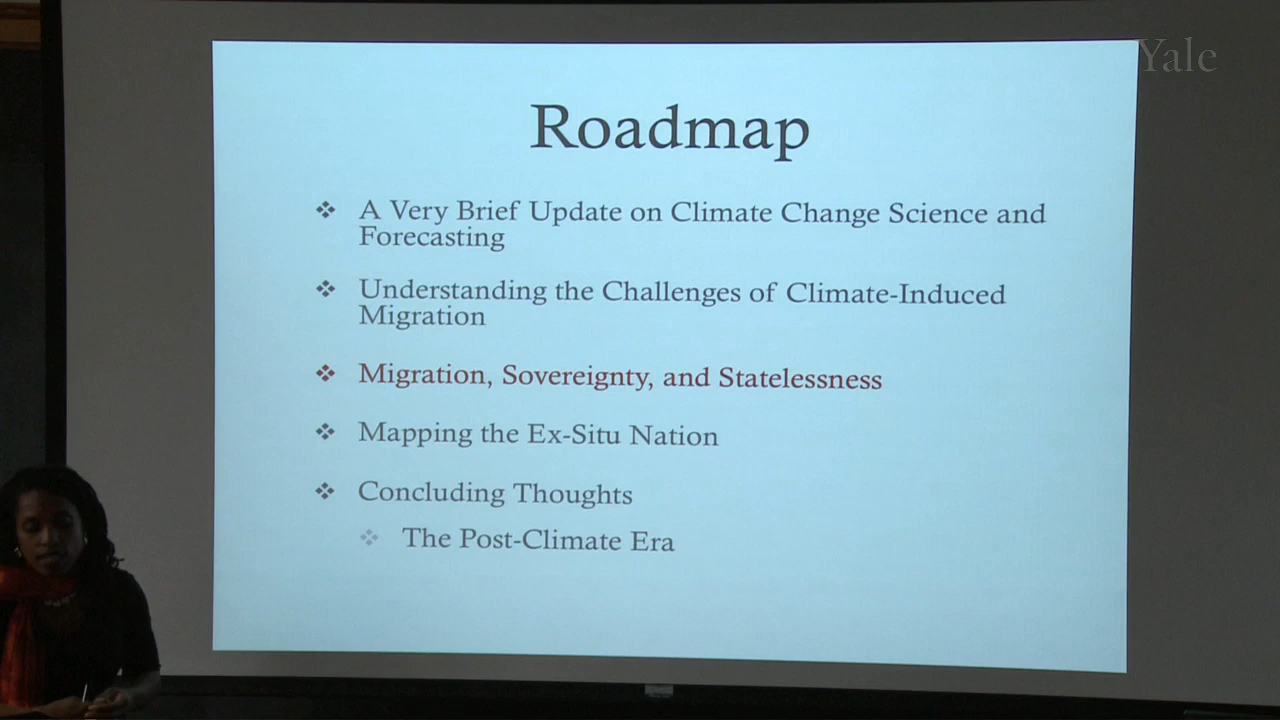 Yale
Roadmap
A Very Brief Update on Climate Change Science and
Forecasting
Understanding the Challenges of Climate-Induced
Migration
Migration, Sovereignty, and Statelessness
Mapping the Ex-Situ Nation
Concluding Thoughts
The Post-Climate Era